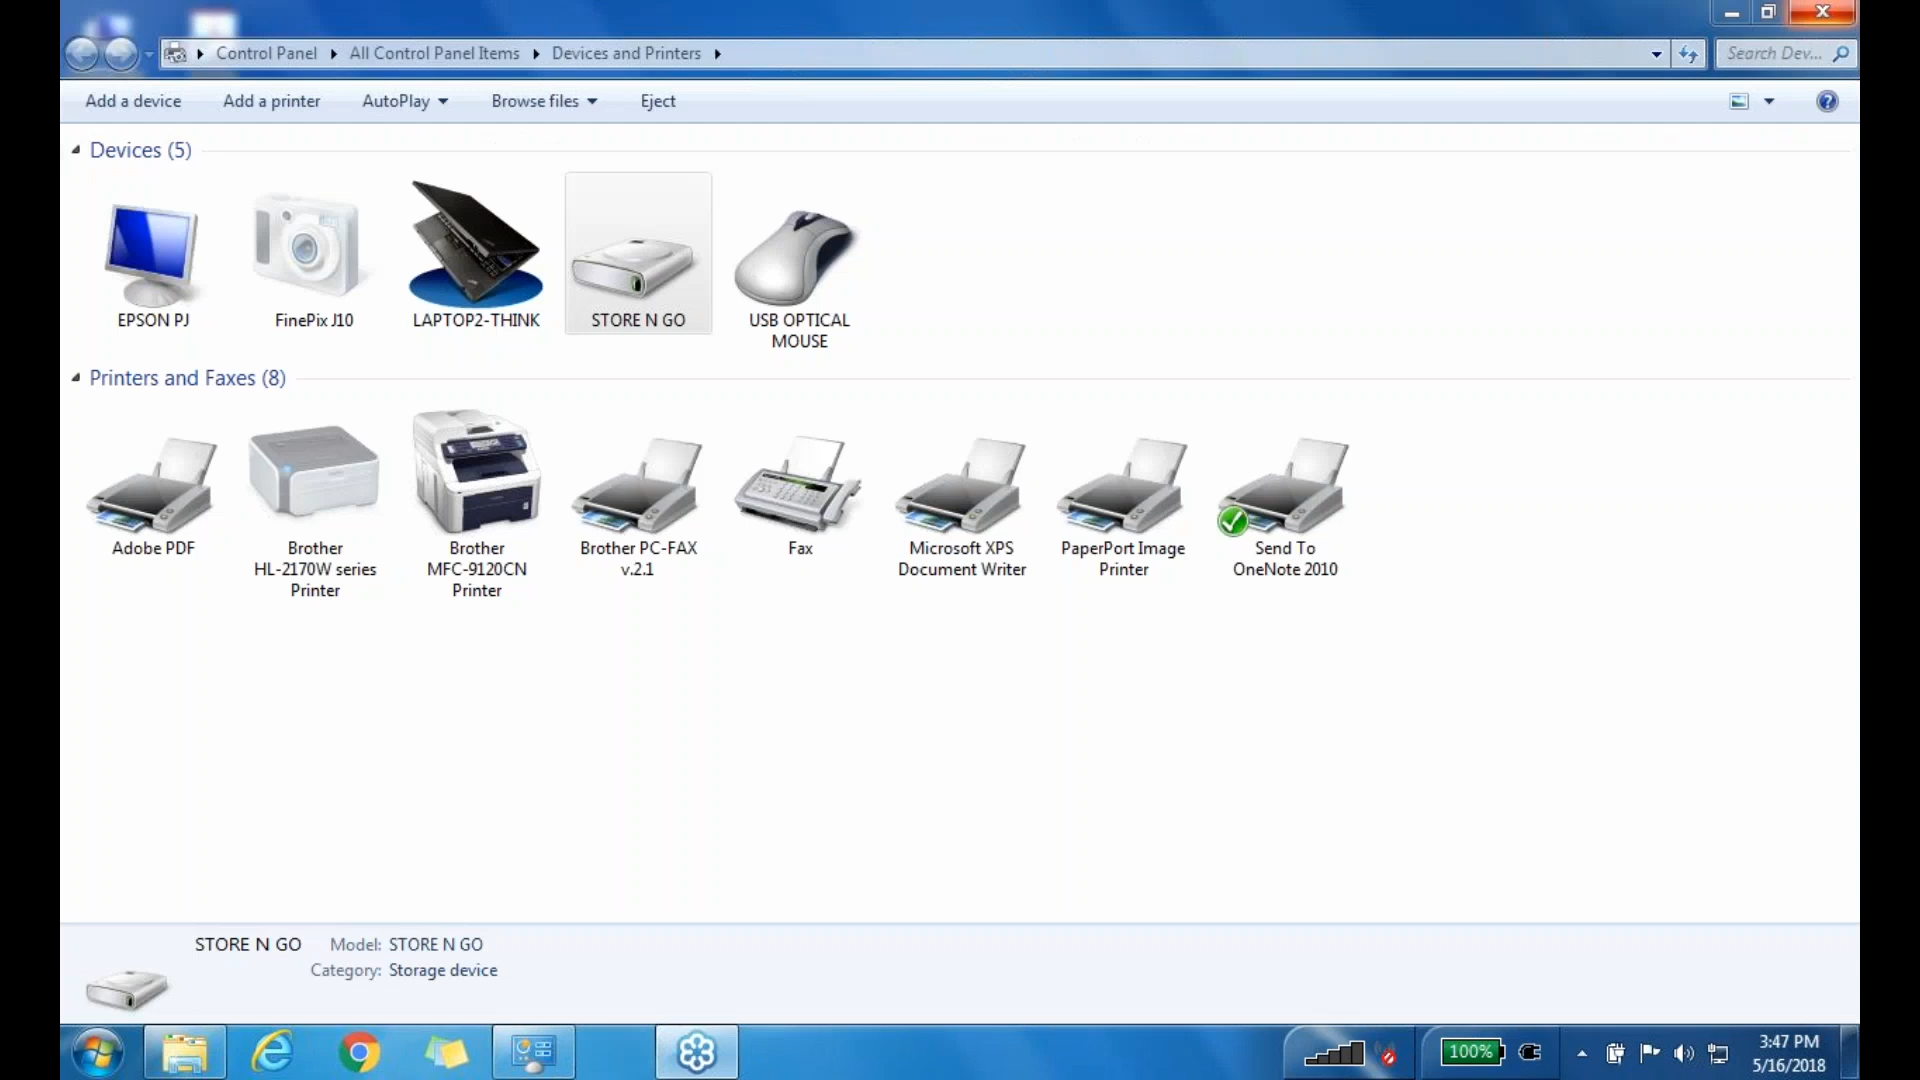 Control Panel All Control Panel Items Devices and Printers Search Dev...
Add a device Add a printer AutoPlay Browse files Eject
Devices (5)
EPSON PJ
FinePix J10
LAPTOP2-THINK
STORE N GO
USB OPTICAL
MOUSE
Printers and Faxes (8)
Adobe PDF
Brother
HL-2170W series
Printer
Brother
MFC-9120CN
Printer
Brother PC-FAX
v.2.1
Fax
Microsoft XPS
Document Writer
PaperPort Image
Printer
Send To
OneNote 2010
STORE N GO Model: STORE N GO
Category: Storage device
100%
3:47 PM
5/16/2018